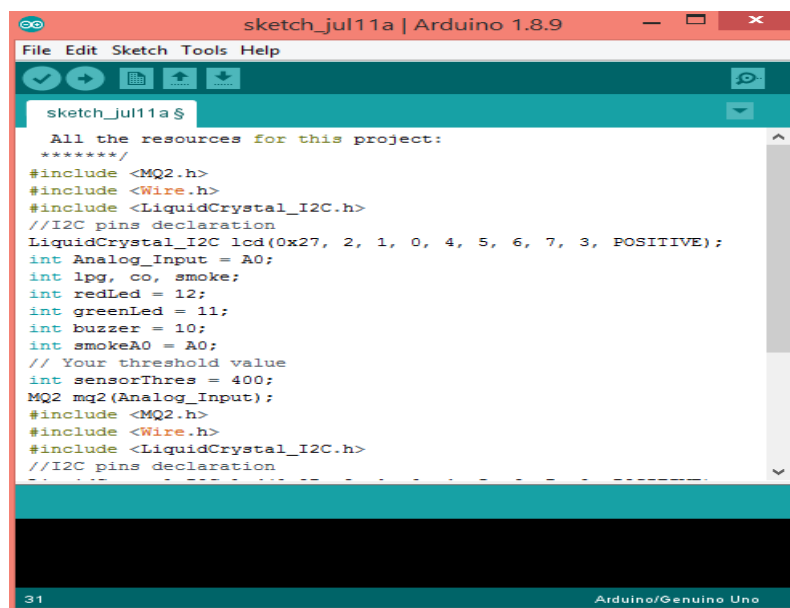 sketch_jul11a | Arduino 1.8.9
File Edit Sketch Tools Help
sketch_jul11a §
All the resources for this project:
*******/
#include <MQ2.h>
#include <Wire.h>
#include <LiquidCrystal_I2C.h>
//I2C pins declaration
LiquidCrystal_I2C lcd(0x27, 2, 1, 0, 4, 5, 6, 7, 3, POSITIVE);
int Analog_Input = A0;
int lpg, co, smoke;
int redLed = 12;
int greenLed = 11;
int buzzer = 10;
int smokeA0 = A0;
// Your threshold value
int sensorThres = 400;
MQ2 mq2(Analog_Input);
#include <MQ2.h>
#include <Wire.h>
#include <LiquidCrystal_I2C.h>
//I2C pins declaration
31
Arduino/Genuino Uno